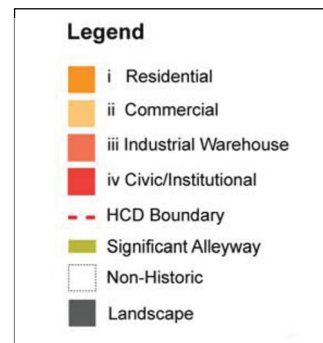 Legend
i Residential
ii Commercial
iii Industrial Warehouse
iv Civic/Institutional
HCD Boundary
Significant Alleyway
Non-Historic
Landscape